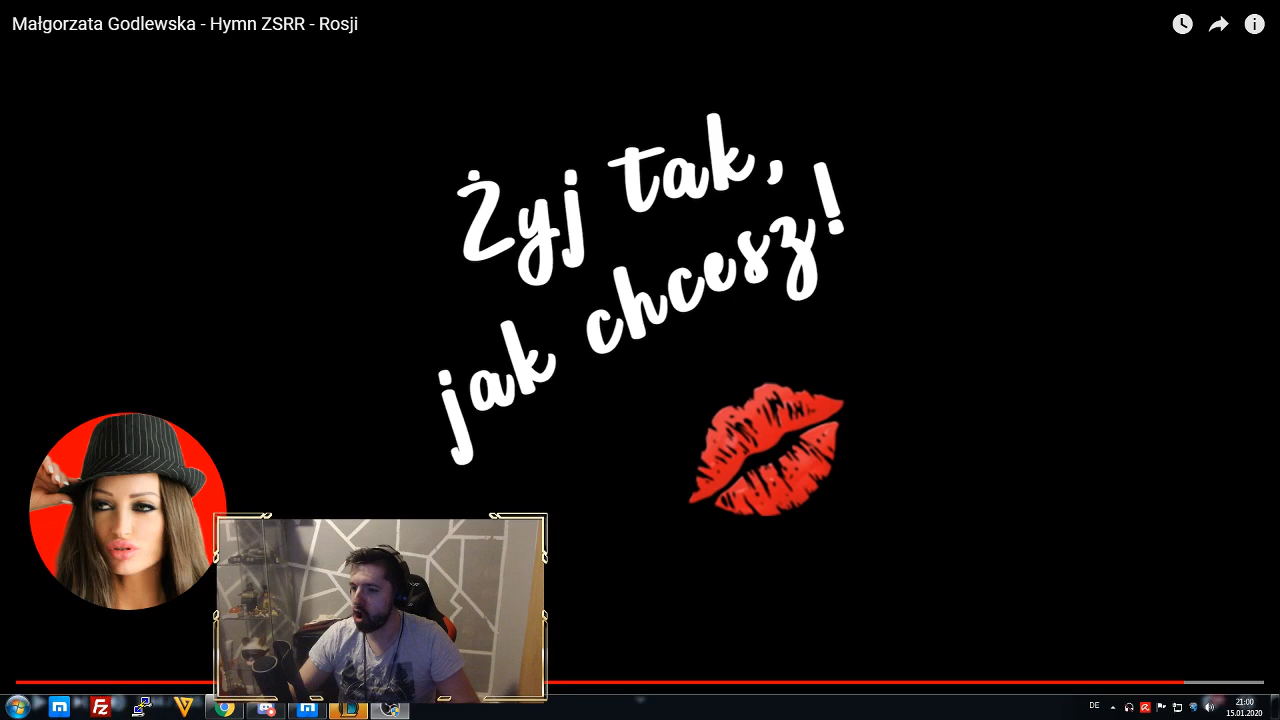 Małgorzata Godlewska - Hymn ZSRR - Rosji
Żyj tak,
jak chcesz!
DE
21:00
15.01.2020